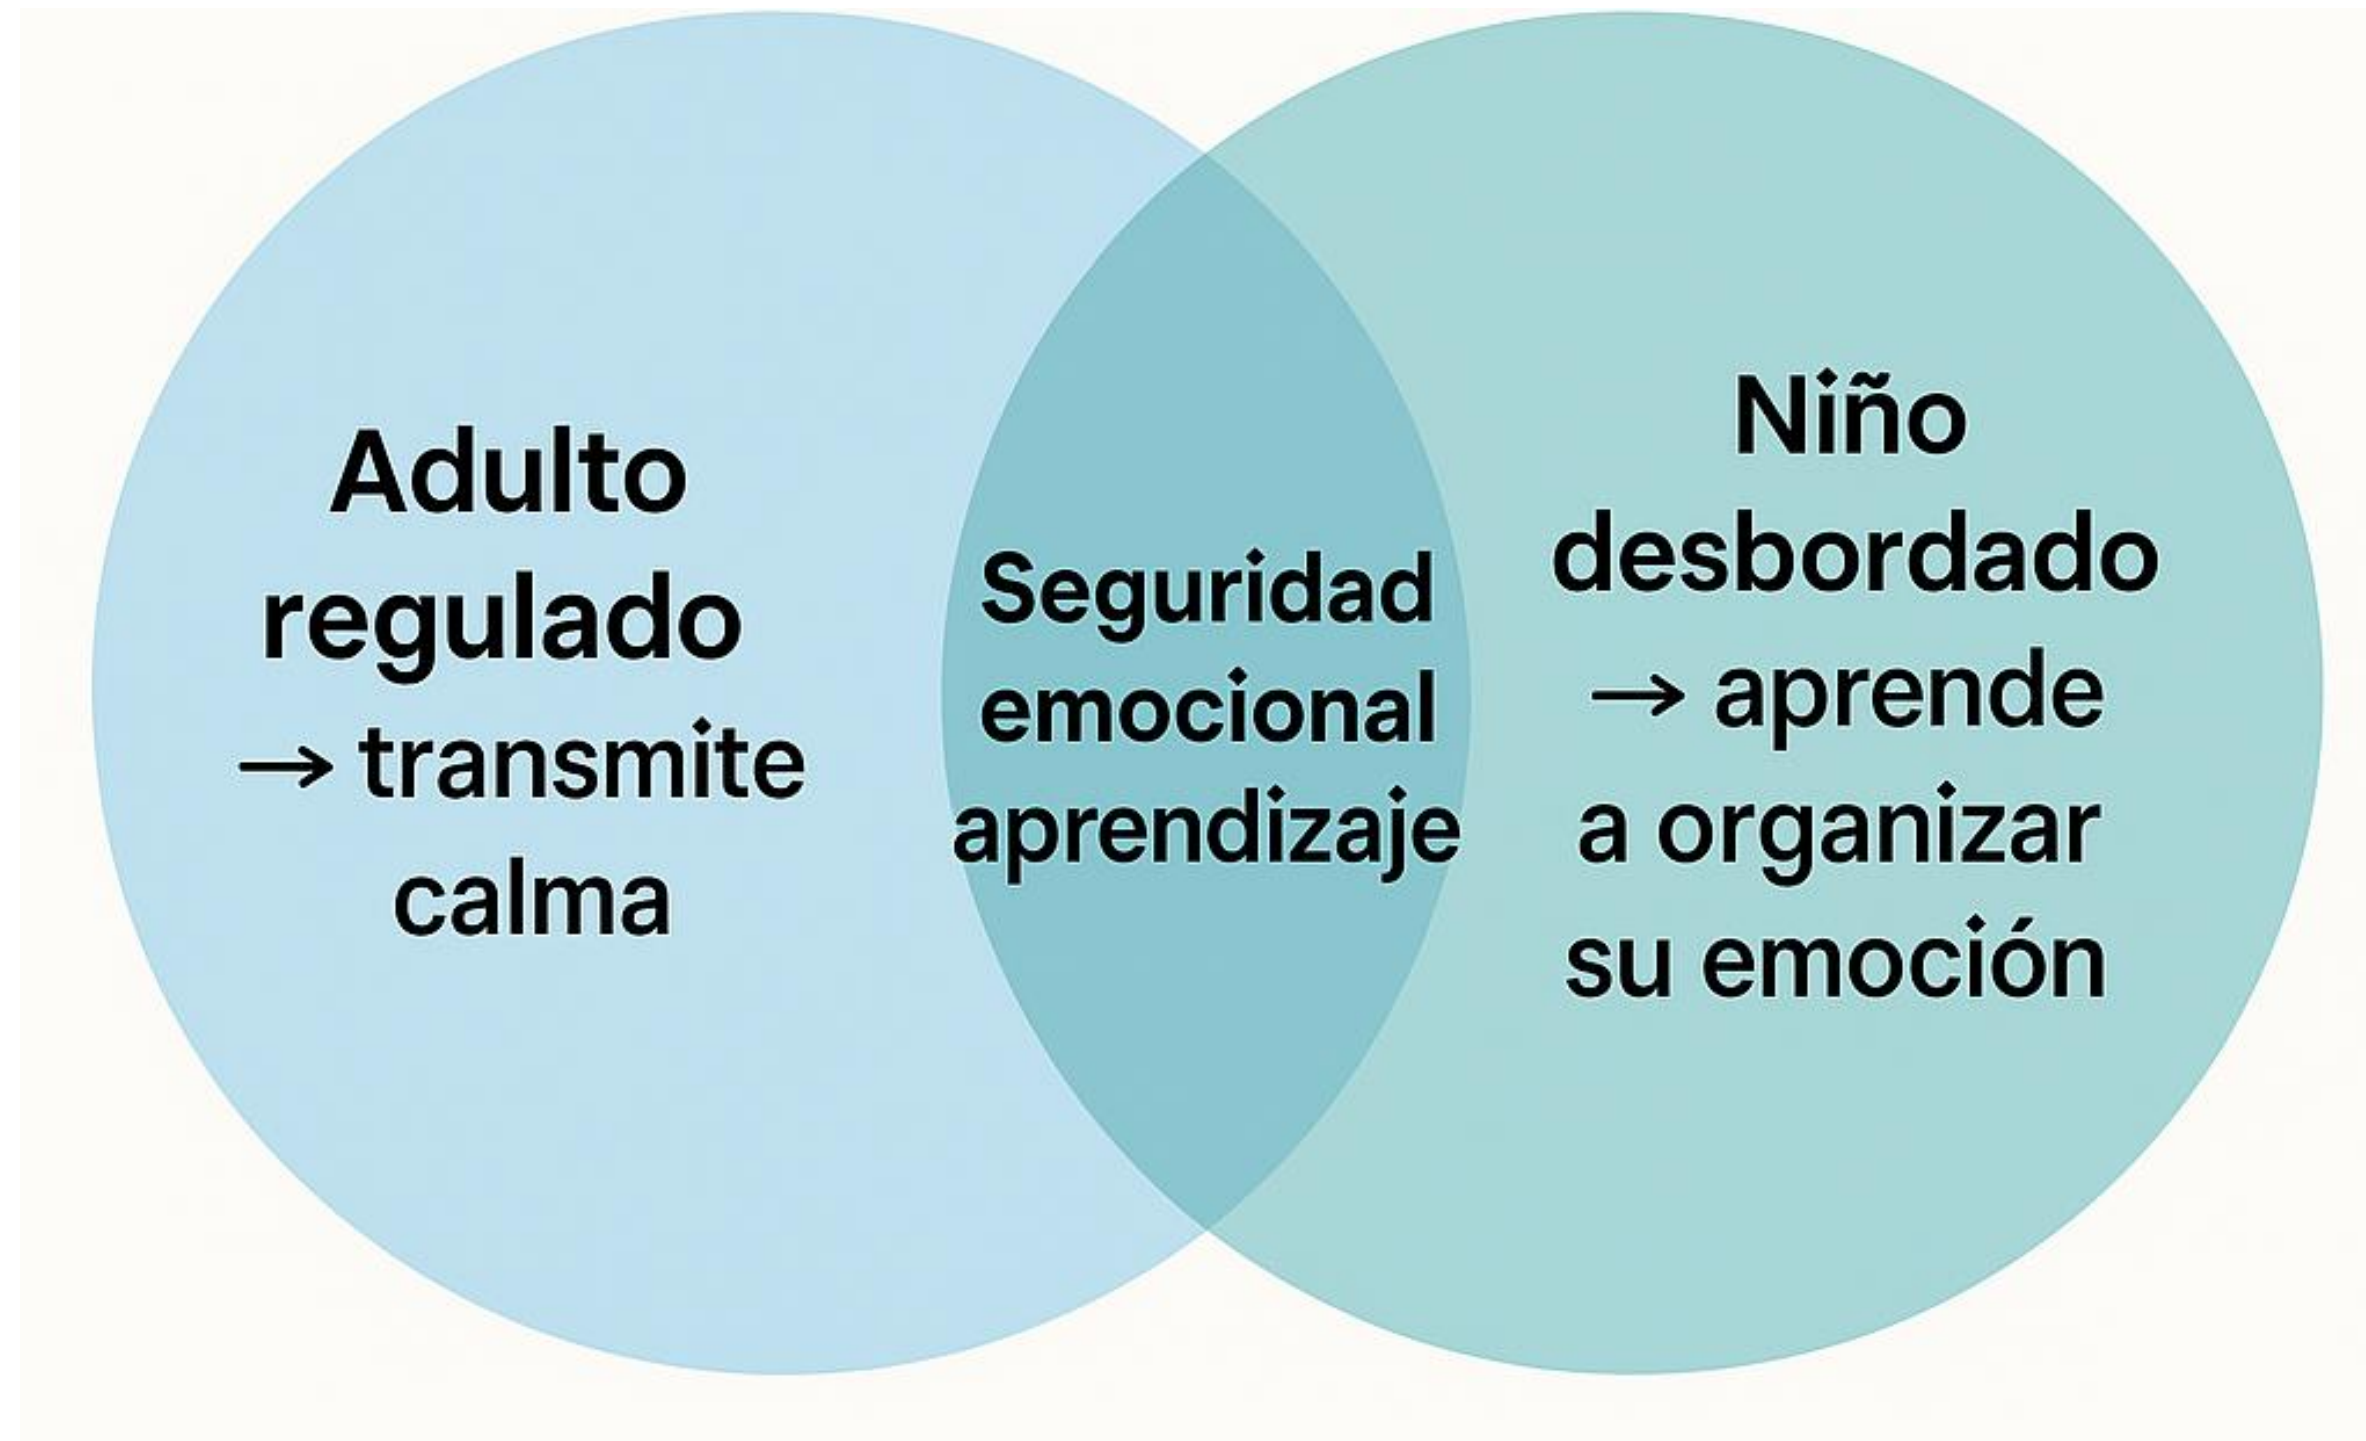 Adulto
regulado
→ transmite
calma
Seguridad
emocional
aprendizaje
Niño
desbordado
→ aprende
a organizar
su emoción